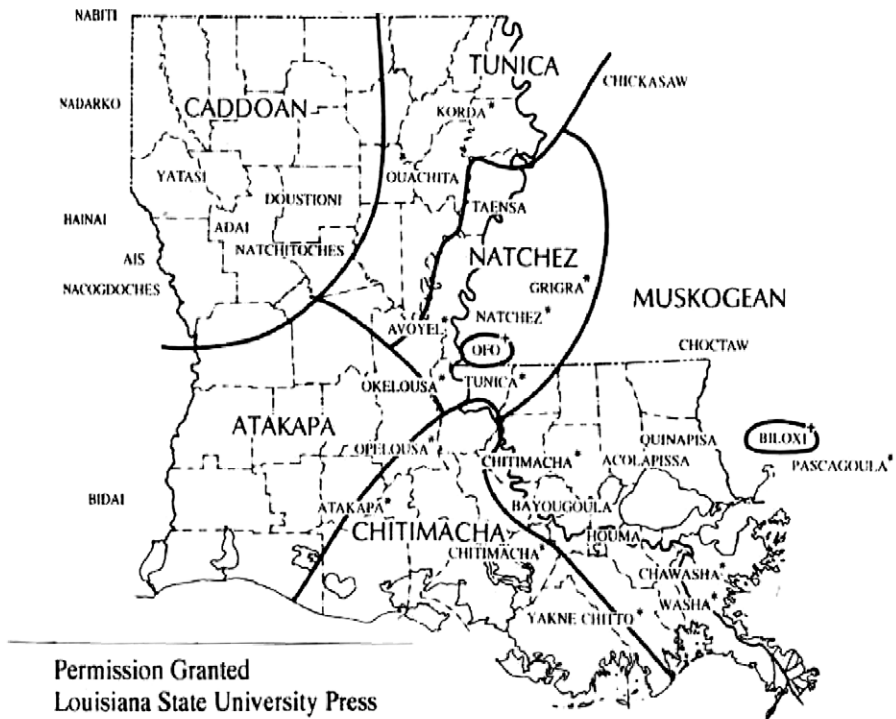 NABITI
TUNICA
CHICKASAW
NADARKO
CADDOAN
KORDA*
YATASI
OUACHITA
DOUSTIONI
TAENSA
HAINAI
ADAI
NATCHITOCHES
NATCHEZ
AIS
GRIGRA*
NACOGDOCHES
MUSKOGEAN
NATCHEZ*
AVOYEL*
CHOCTAW
OFO+
OKELOUSA*
TUNICA*
ATAKAPA
QUINAPISA
BILOXI+
OPELOUSA*
CHITIMACHA*
ACOLAPISSA
PASCAGOULA*
BIDAI
ATAKAPA*
BAYOUGOULA
CHITIMACHA
HOUMA
CHITIMACHA*
CHAWASHA*
WASHA*
YAKNE CHITTO*
Permission Granted
Louisiana State University Press